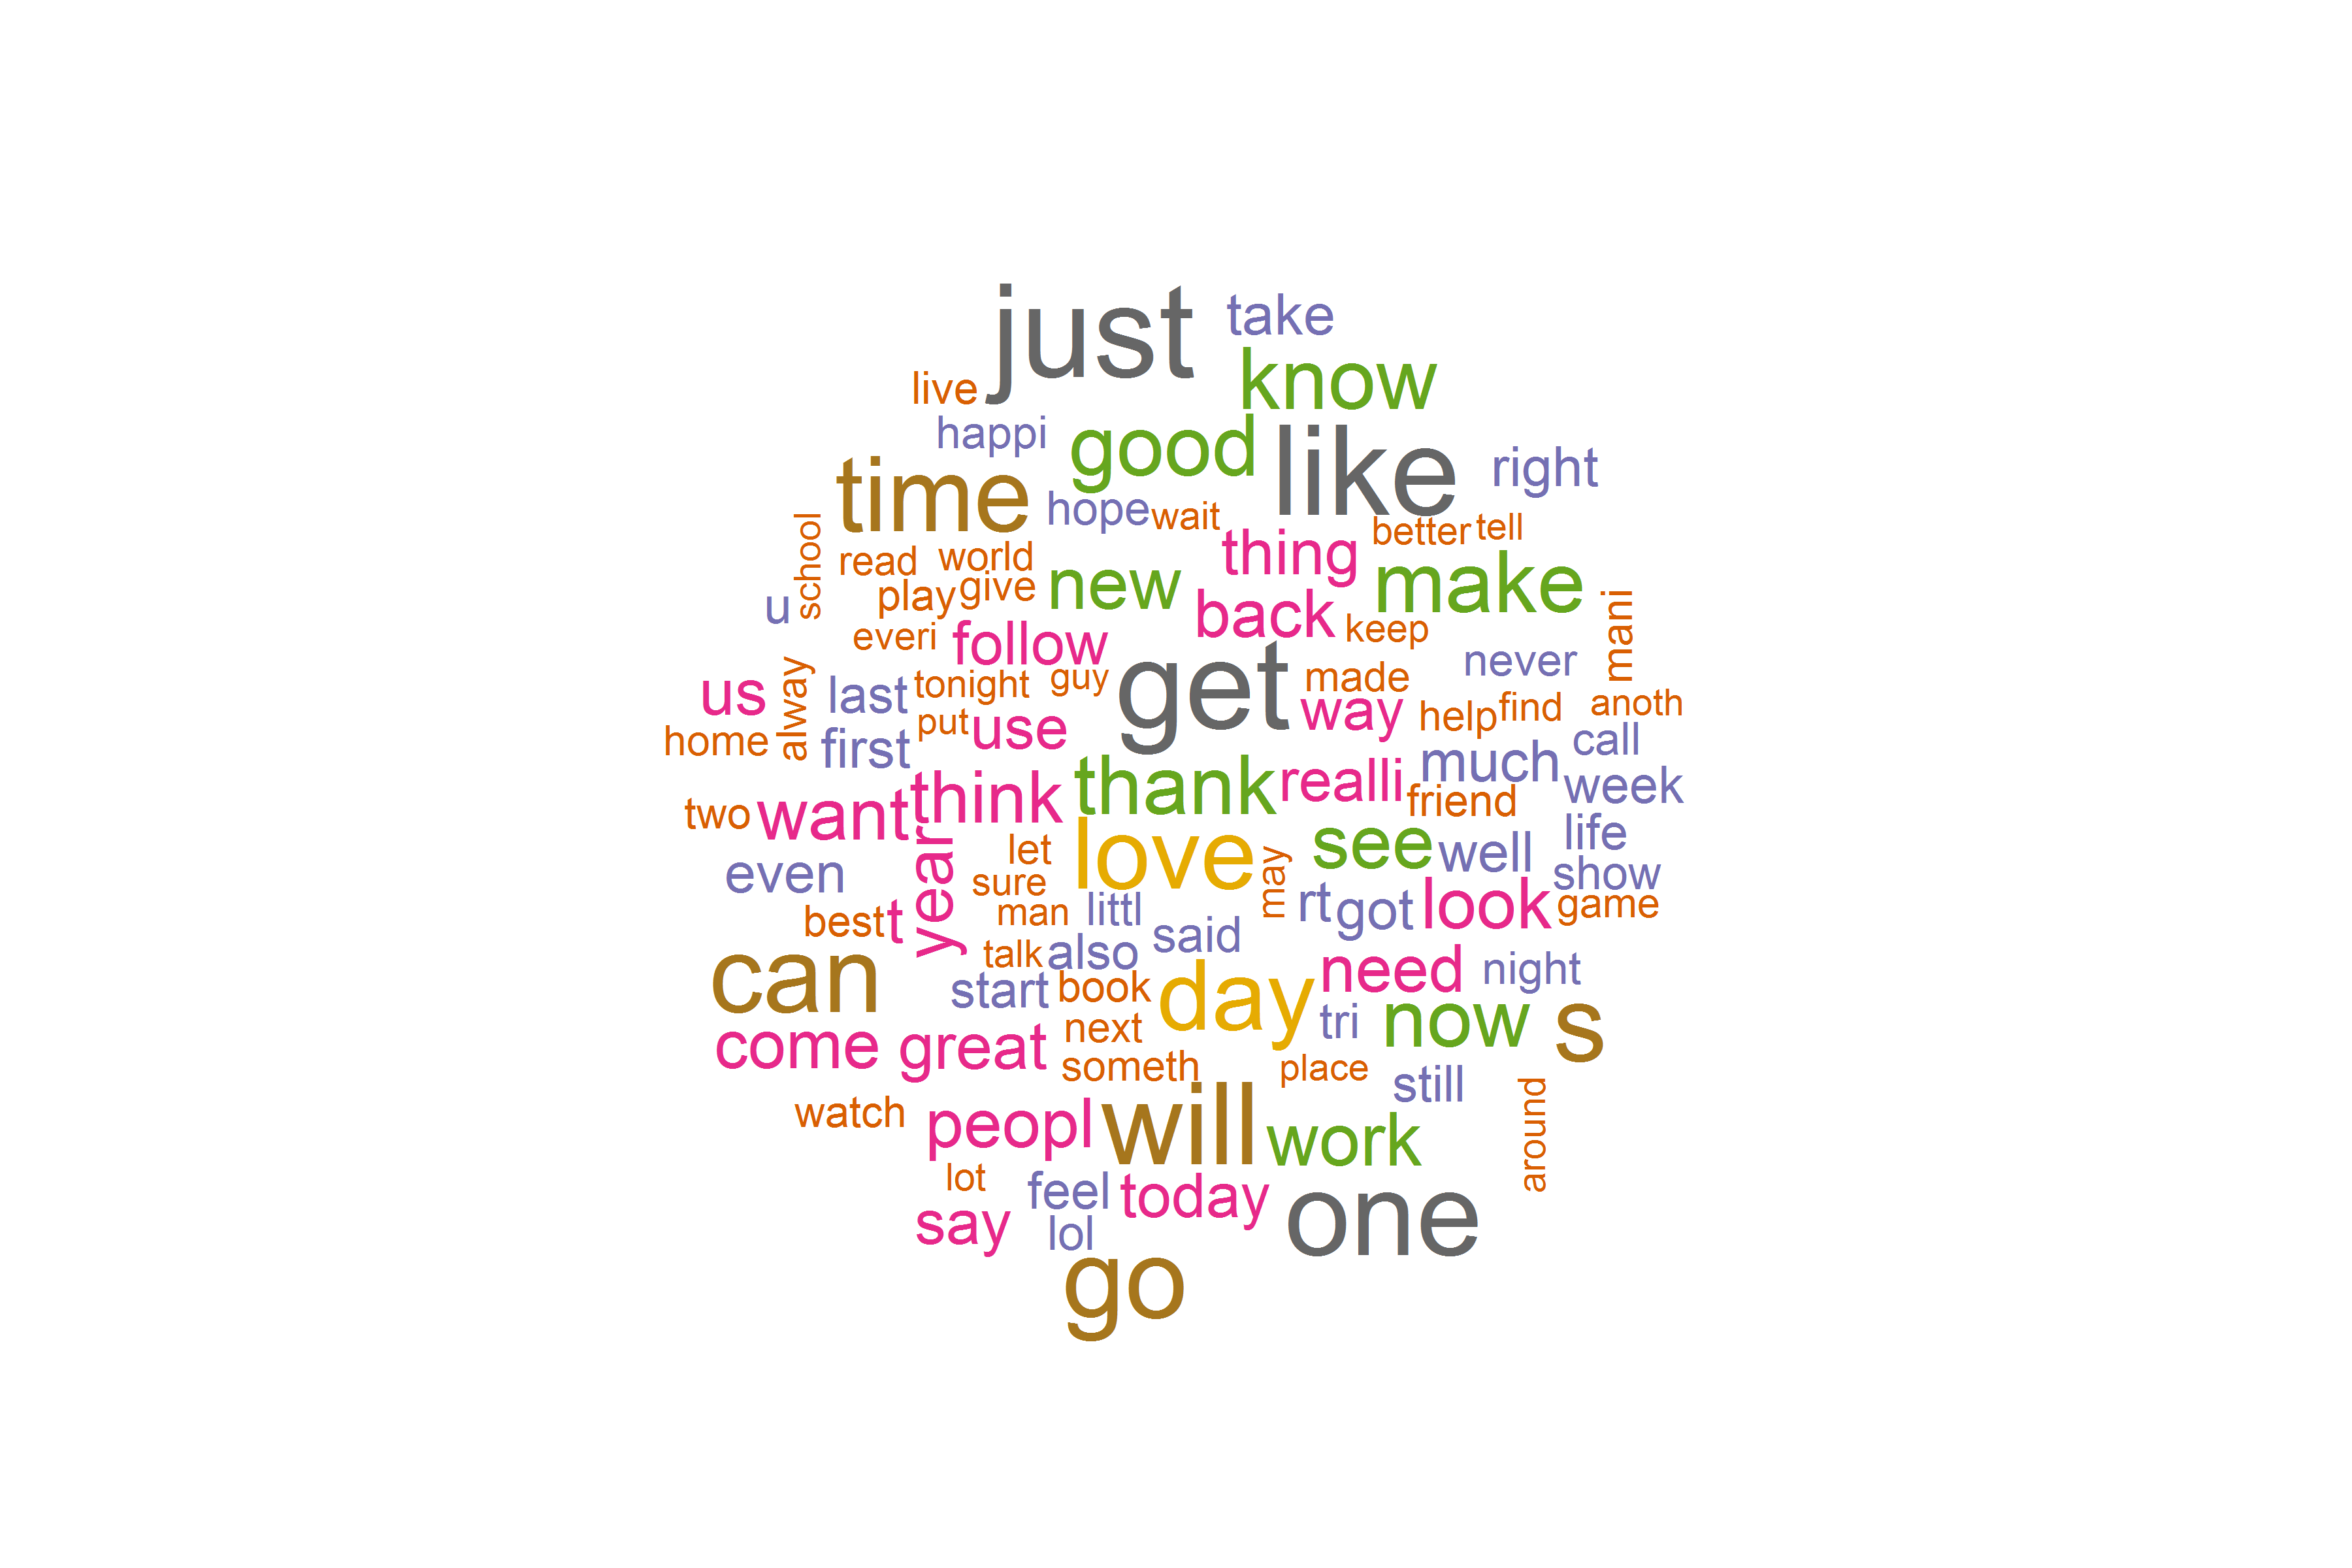 just
take
know
live
happi
good
like
right
time
hope
wait
better
tell
school
read
world
thing
play
give
new
make
u
back
mani
everi
follow
keep
get
never
us
alway
last
tonight
guy
made
way
help
find
anoth
home
first
put
use
much
call
thank
realli
week
two
want
think
friend
year
let
love
see
well
life
even
sure
may
show
best
t
man
littl
rt
got
look
game
can
talk
also
said
need
night
start
book
day
tri
now
s
come
great
next
someth
place
still
around
watch
peopl
will
work
lot
feel
today
one
say
lol
go